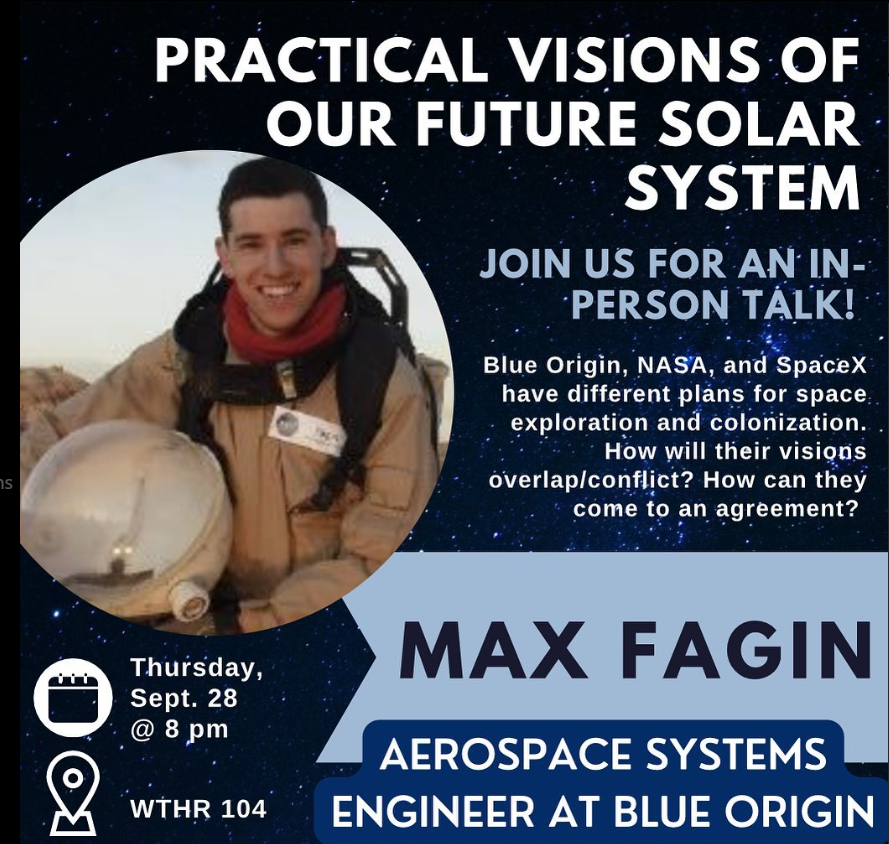 PRACTICAL VISIONS OF
OUR FUTURE SOLAR
SYSTEM
JOIN US FOR AN IN-
PERSON TALK!
Blue Origin, NASA, and SpaceX
have different plans for space
exploration and colonization.
How will their visions
overlap/conflict? How can they
come to an agreement?
MAX FAGIN
AEROSPACE SYSTEMS
ENGINEER AT BLUE ORIGIN
Thursday,
Sept. 28
@ 8 pm
WTHR 104